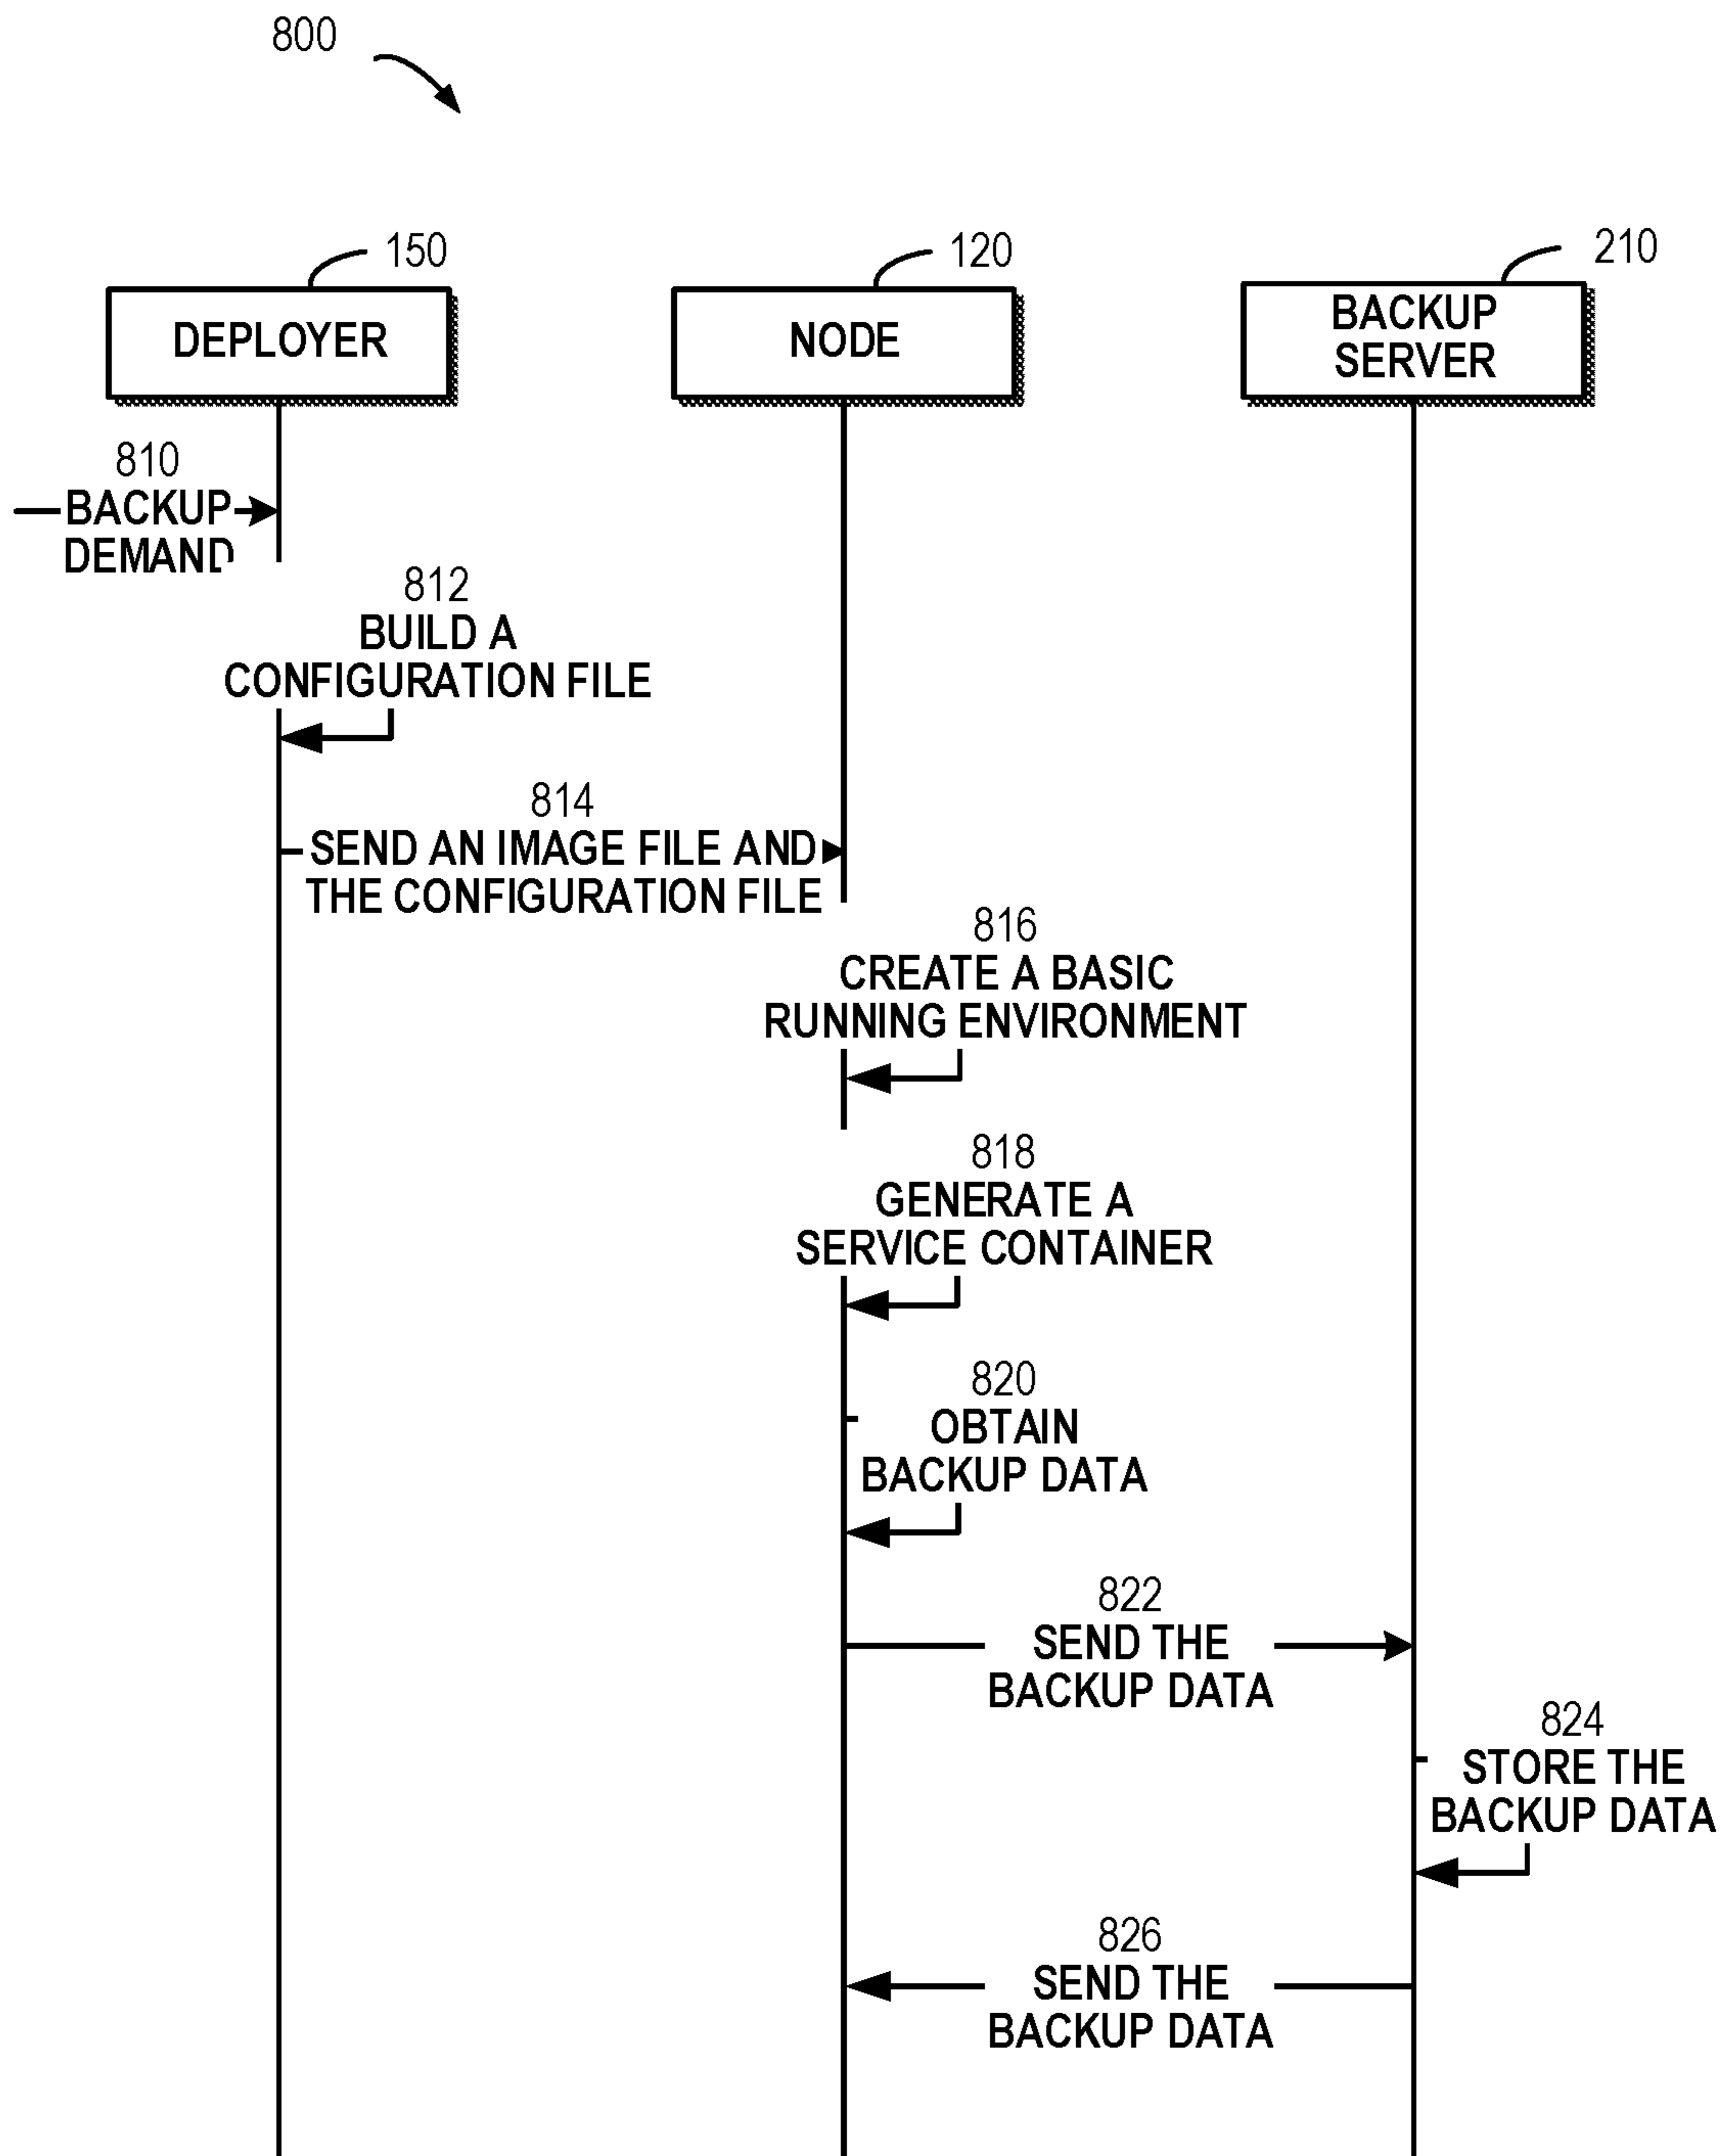 800
150
120
210
DEPLOYER
NODE
BACKUP
SERVER
810
BACKUP
DEMAND
812
BUILD A
CONFIGURATION FILE
814
SEND AN IMAGE FILE AND
THE CONFIGURATION FILE
816
CREATE A BASIC
RUNNING ENVIRONMENT
818
GENERATE A
SERVICE CONTAINER
820
OBTAIN
BACKUP DATA
822
SEND THE
BACKUP DATA
824
STORE THE
BACKUP DATA
826
SEND THE
BACKUP DATA